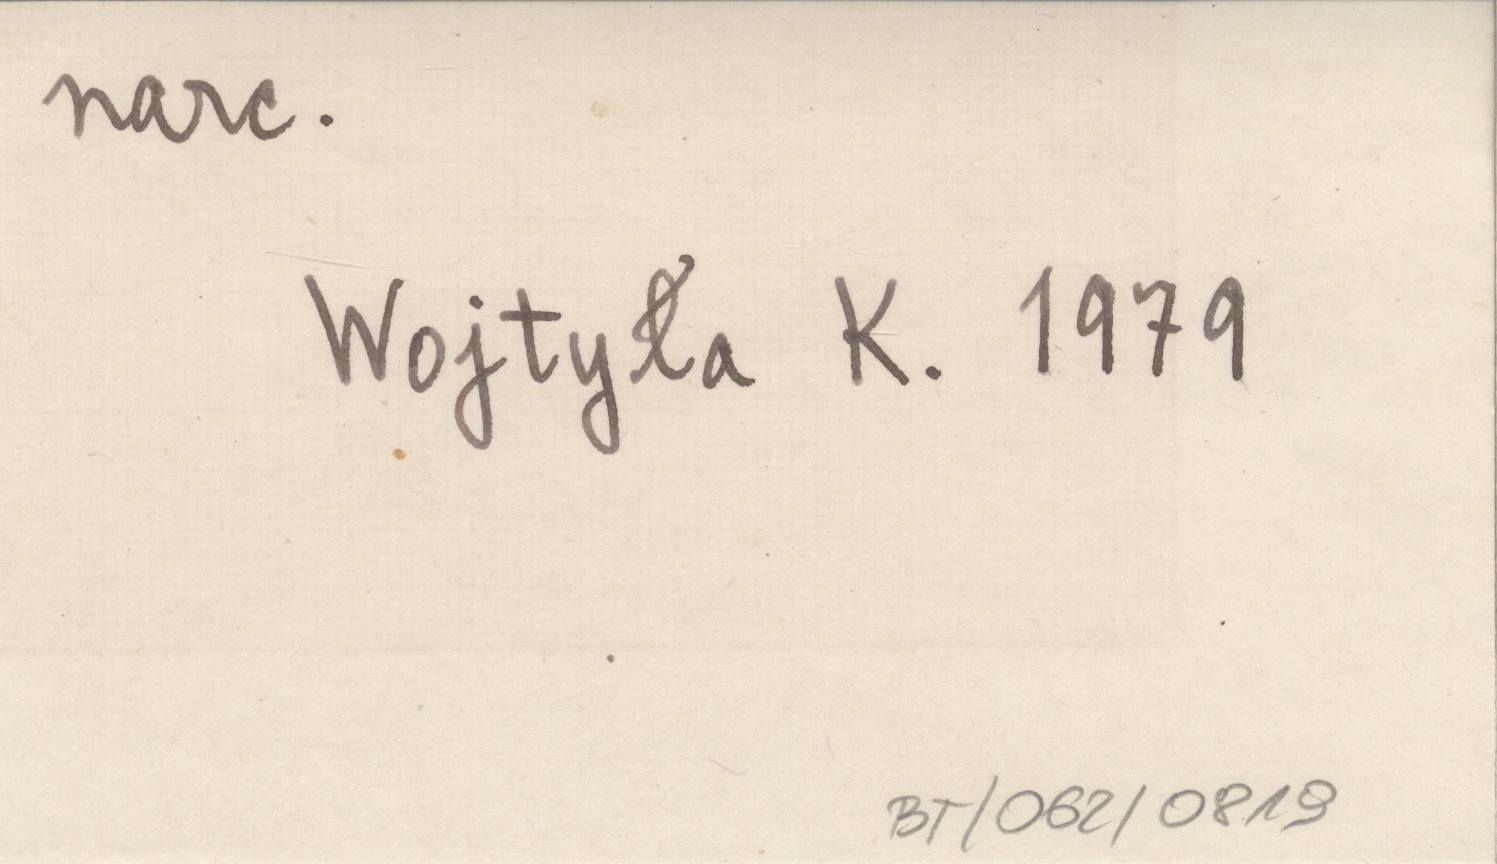 narc.
Wojtyła K. 1979
BT/062/0819